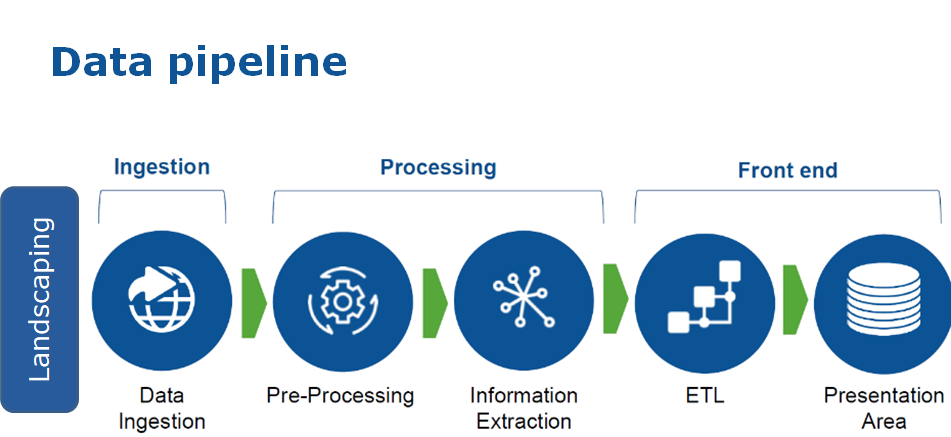 Data pipeline
Ingestion
Processing
Front end
Landscaping
Data
Ingestion
Pre-Processing
Information
Extraction
ETL
Presentation
Area